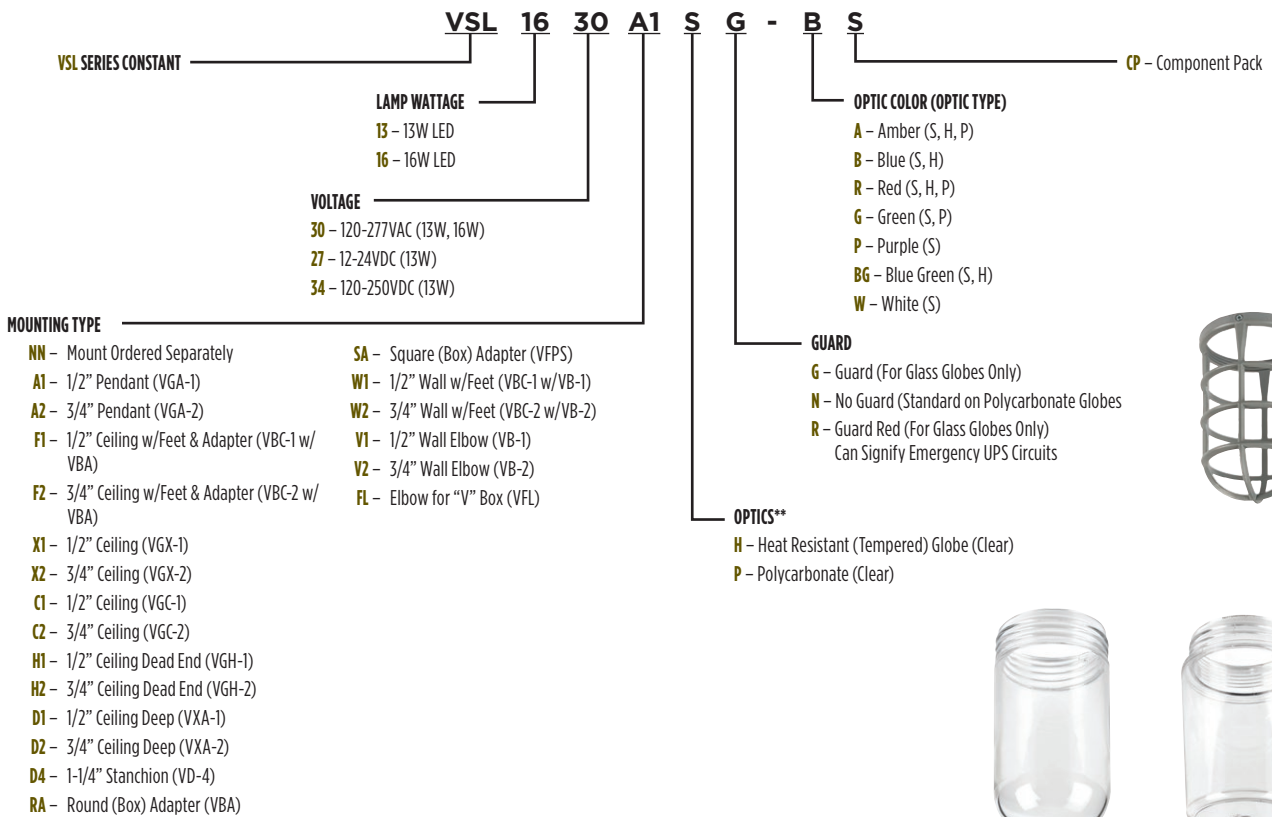 VSL 16 30 A1 S G - B S
VSL SERIES CONSTANT
CP – Component Pack
LAMP WATTAGE
13 – 13W LED
16 – 16W LED
OPTIC COLOR (OPTIC TYPE)
A – Amber (S, H, P)
B – Blue (S, H)
R – Red (S, H, P)
G – Green (S, P)
P – Purple (S)
BG – Blue Green (S, H)
W – White (S)
VOLTAGE
30 – 120-277VAC (13W, 16W)
27 – 12-24VDC (13W)
34 – 120-250VDC (13W)
MOUNTING TYPE
NN – Mount Ordered Separately
A1 – 1/2” Pendant (VGA-1)
A2 – 3/4” Pendant (VGA-2)
F1 – 1/2” Ceiling w/Feet & Adapter (VBC-1 w/
VBA)
F2 – 3/4” Ceiling w/Feet & Adapter (VBC-2 w/
VBA)
X1 – 1/2” Ceiling (VGX-1)
X2 – 3/4” Ceiling (VGX-2)
C1 – 1/2” Ceiling (VGC-1)
C2 – 3/4” Ceiling (VGC-2)
H1 – 1/2” Ceiling Dead End (VGH-1)
H2 – 3/4” Ceiling Dead End (VGH-2)
D1 – 1/2” Ceiling Deep (VXA-1)
D2 – 3/4” Ceiling Deep (VXA-2)
D4 – 1-1/4” Stanchion (VD-4)
RA – Round (Box) Adapter (VBA)
SA – Square (Box) Adapter (VFPS)
W1 – 1/2” Wall w/Feet (VBC-1 w/VB-1)
W2 – 3/4” Wall w/Feet (VBC-2 w/VB-2)
V1 – 1/2” Wall Elbow (VB-1)
V2 – 3/4” Wall Elbow (VB-2)
FL – Elbow for “V” Box (VFL)
GUARD
G – Guard (For Glass Globes Only)
N – No Guard (Standard on Polycarbonate Globes
R – Guard Red (For Glass Globes Only)
Can Signify Emergency UPS Circuits
OPTICS**
H – Heat Resistant (Tempered) Globe (Clear)
P – Polycarbonate (Clear)